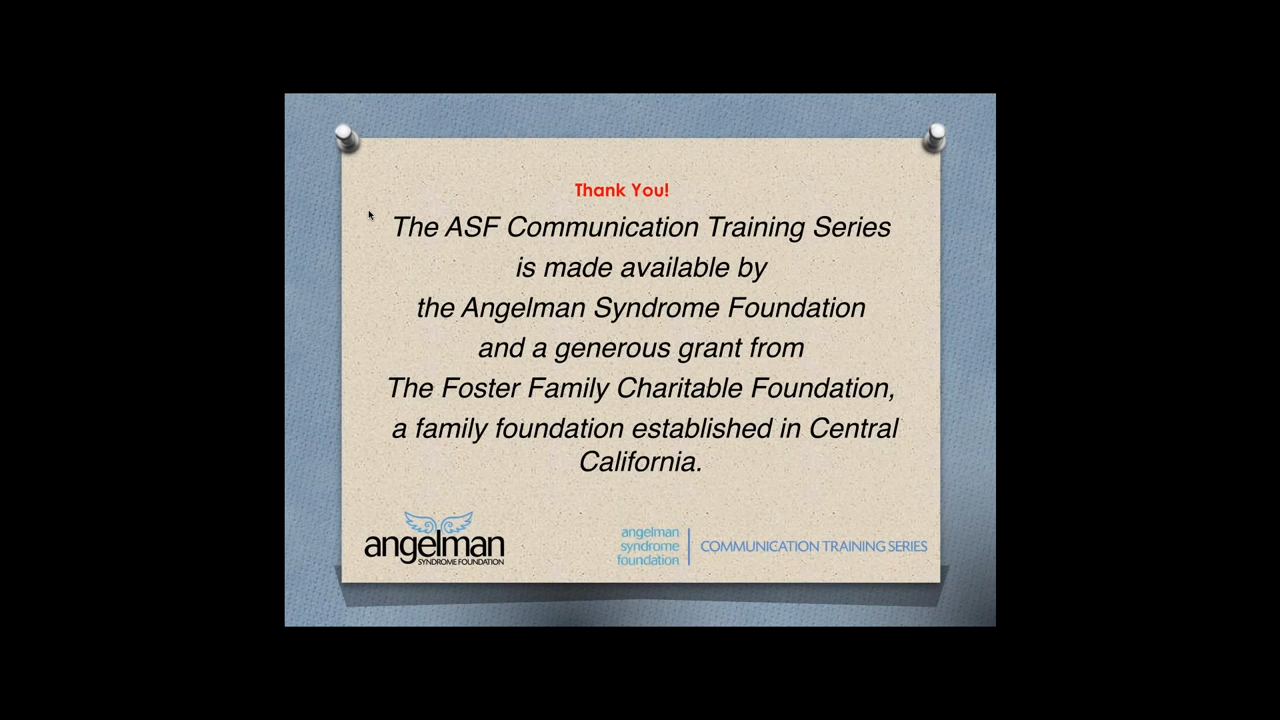 Thank You!
The ASF Communication Training Series
is made available by
the Angelman Syndrome Foundation
and a generous grant from
The Foster Family Charitable Foundation,
a family foundation established in Central
California.
angelman
SYNDROME FOUNDATION
angelman
syndrome
foundation
COMMUNICATION TRAINING SERIES